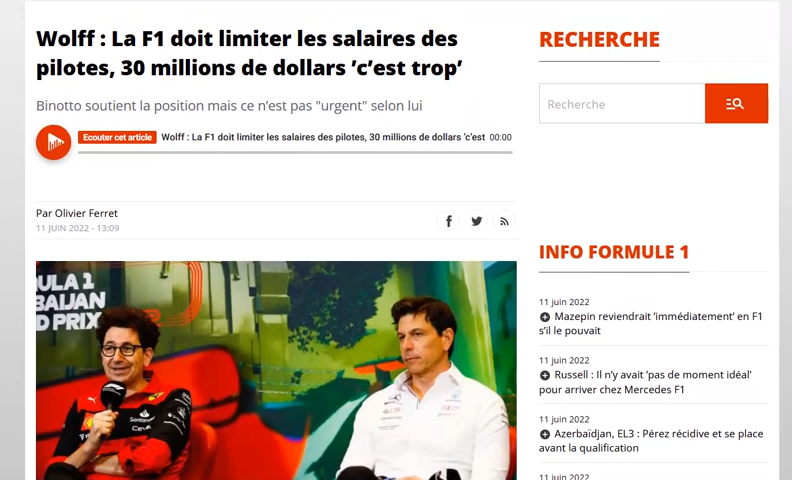 Wolff : La F1 doit limiter les salaires des
pilotes, 30 millions de dollars ’c’est trop’
Binotto soutient la position mais ce n’est pas "urgent" selon lui
Ecouter cet article Wolff : La F1 doit limiter les salaires des pilotes, 30 millions de dollars ’c’est 00:00
Par Olivier Ferret
11 JUIN 2022 - 13:09
ULA 1
BAIJAN
D PRIX
Santander
RECHERCHE
Recherche
INFO FORMULE 1
11 juin 2022
Mazepin reviendrait ’immédiatement’ en F1
s’il le pouvait
11 juin 2022
Russell : Il n’y avait ’pas de moment idéal’
pour arriver chez Mercedes F1
11 juin 2022
Azerbaïdjan, EL3 : Pérez récidive et se place
avant la qualification
11 juin 2022